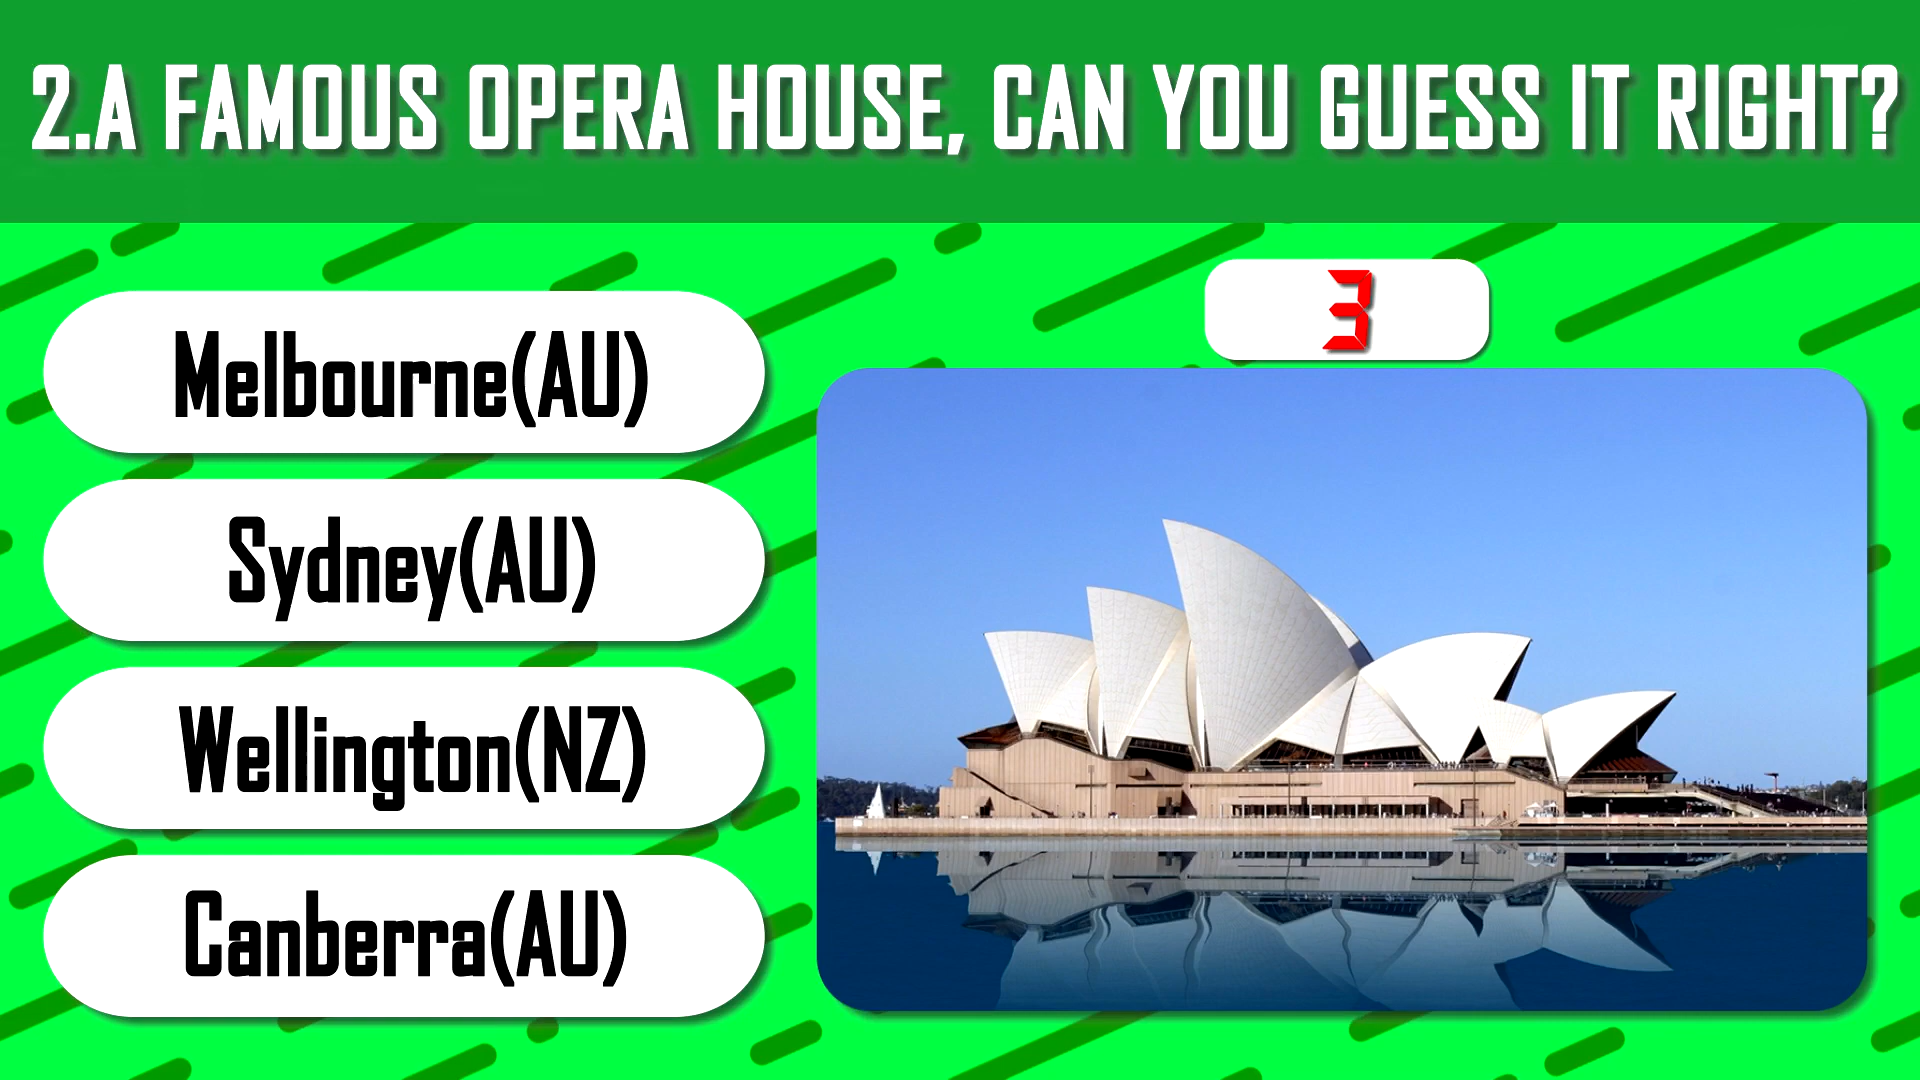 2.A FAMOUS OPERA HOUSE, CAN YOU GUESS IT RIGHT?
3
Melbourne(AU)
Sydney(AU)
Wellington(NZ)
Canberra(AU)